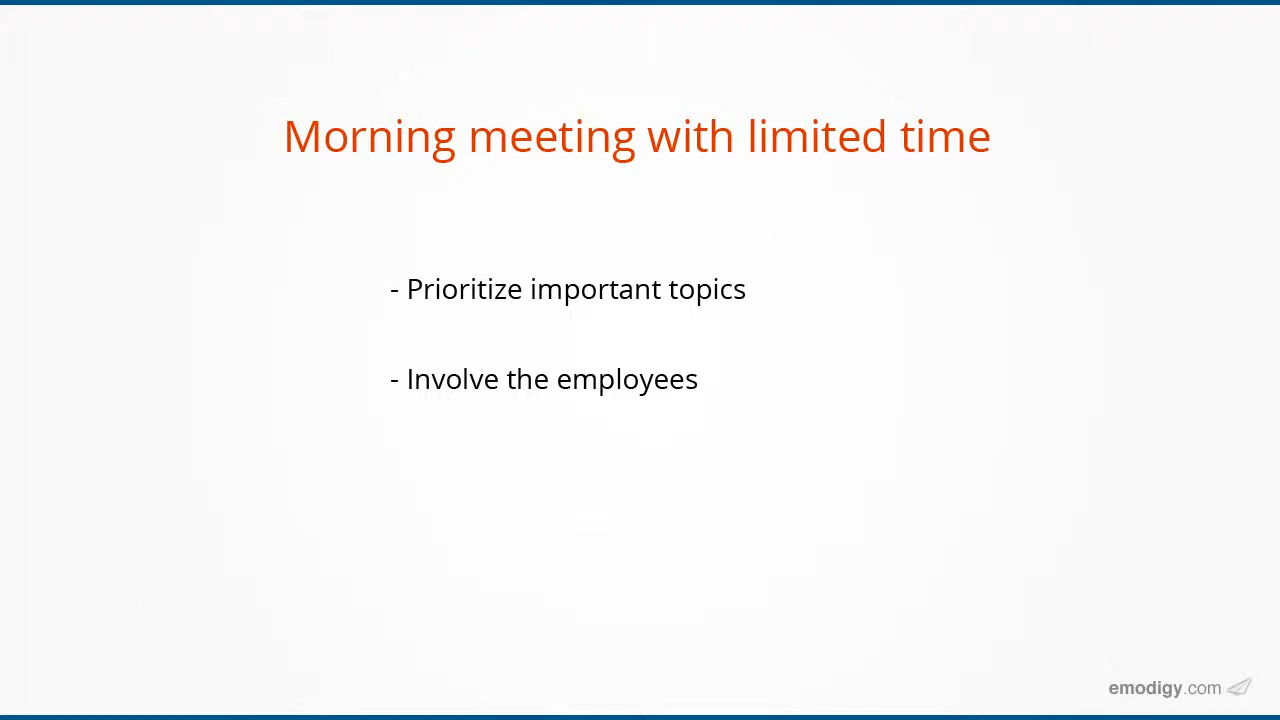 Morning meeting with limited time
- Prioritize important topics
- Involve the employees
emodigy.com